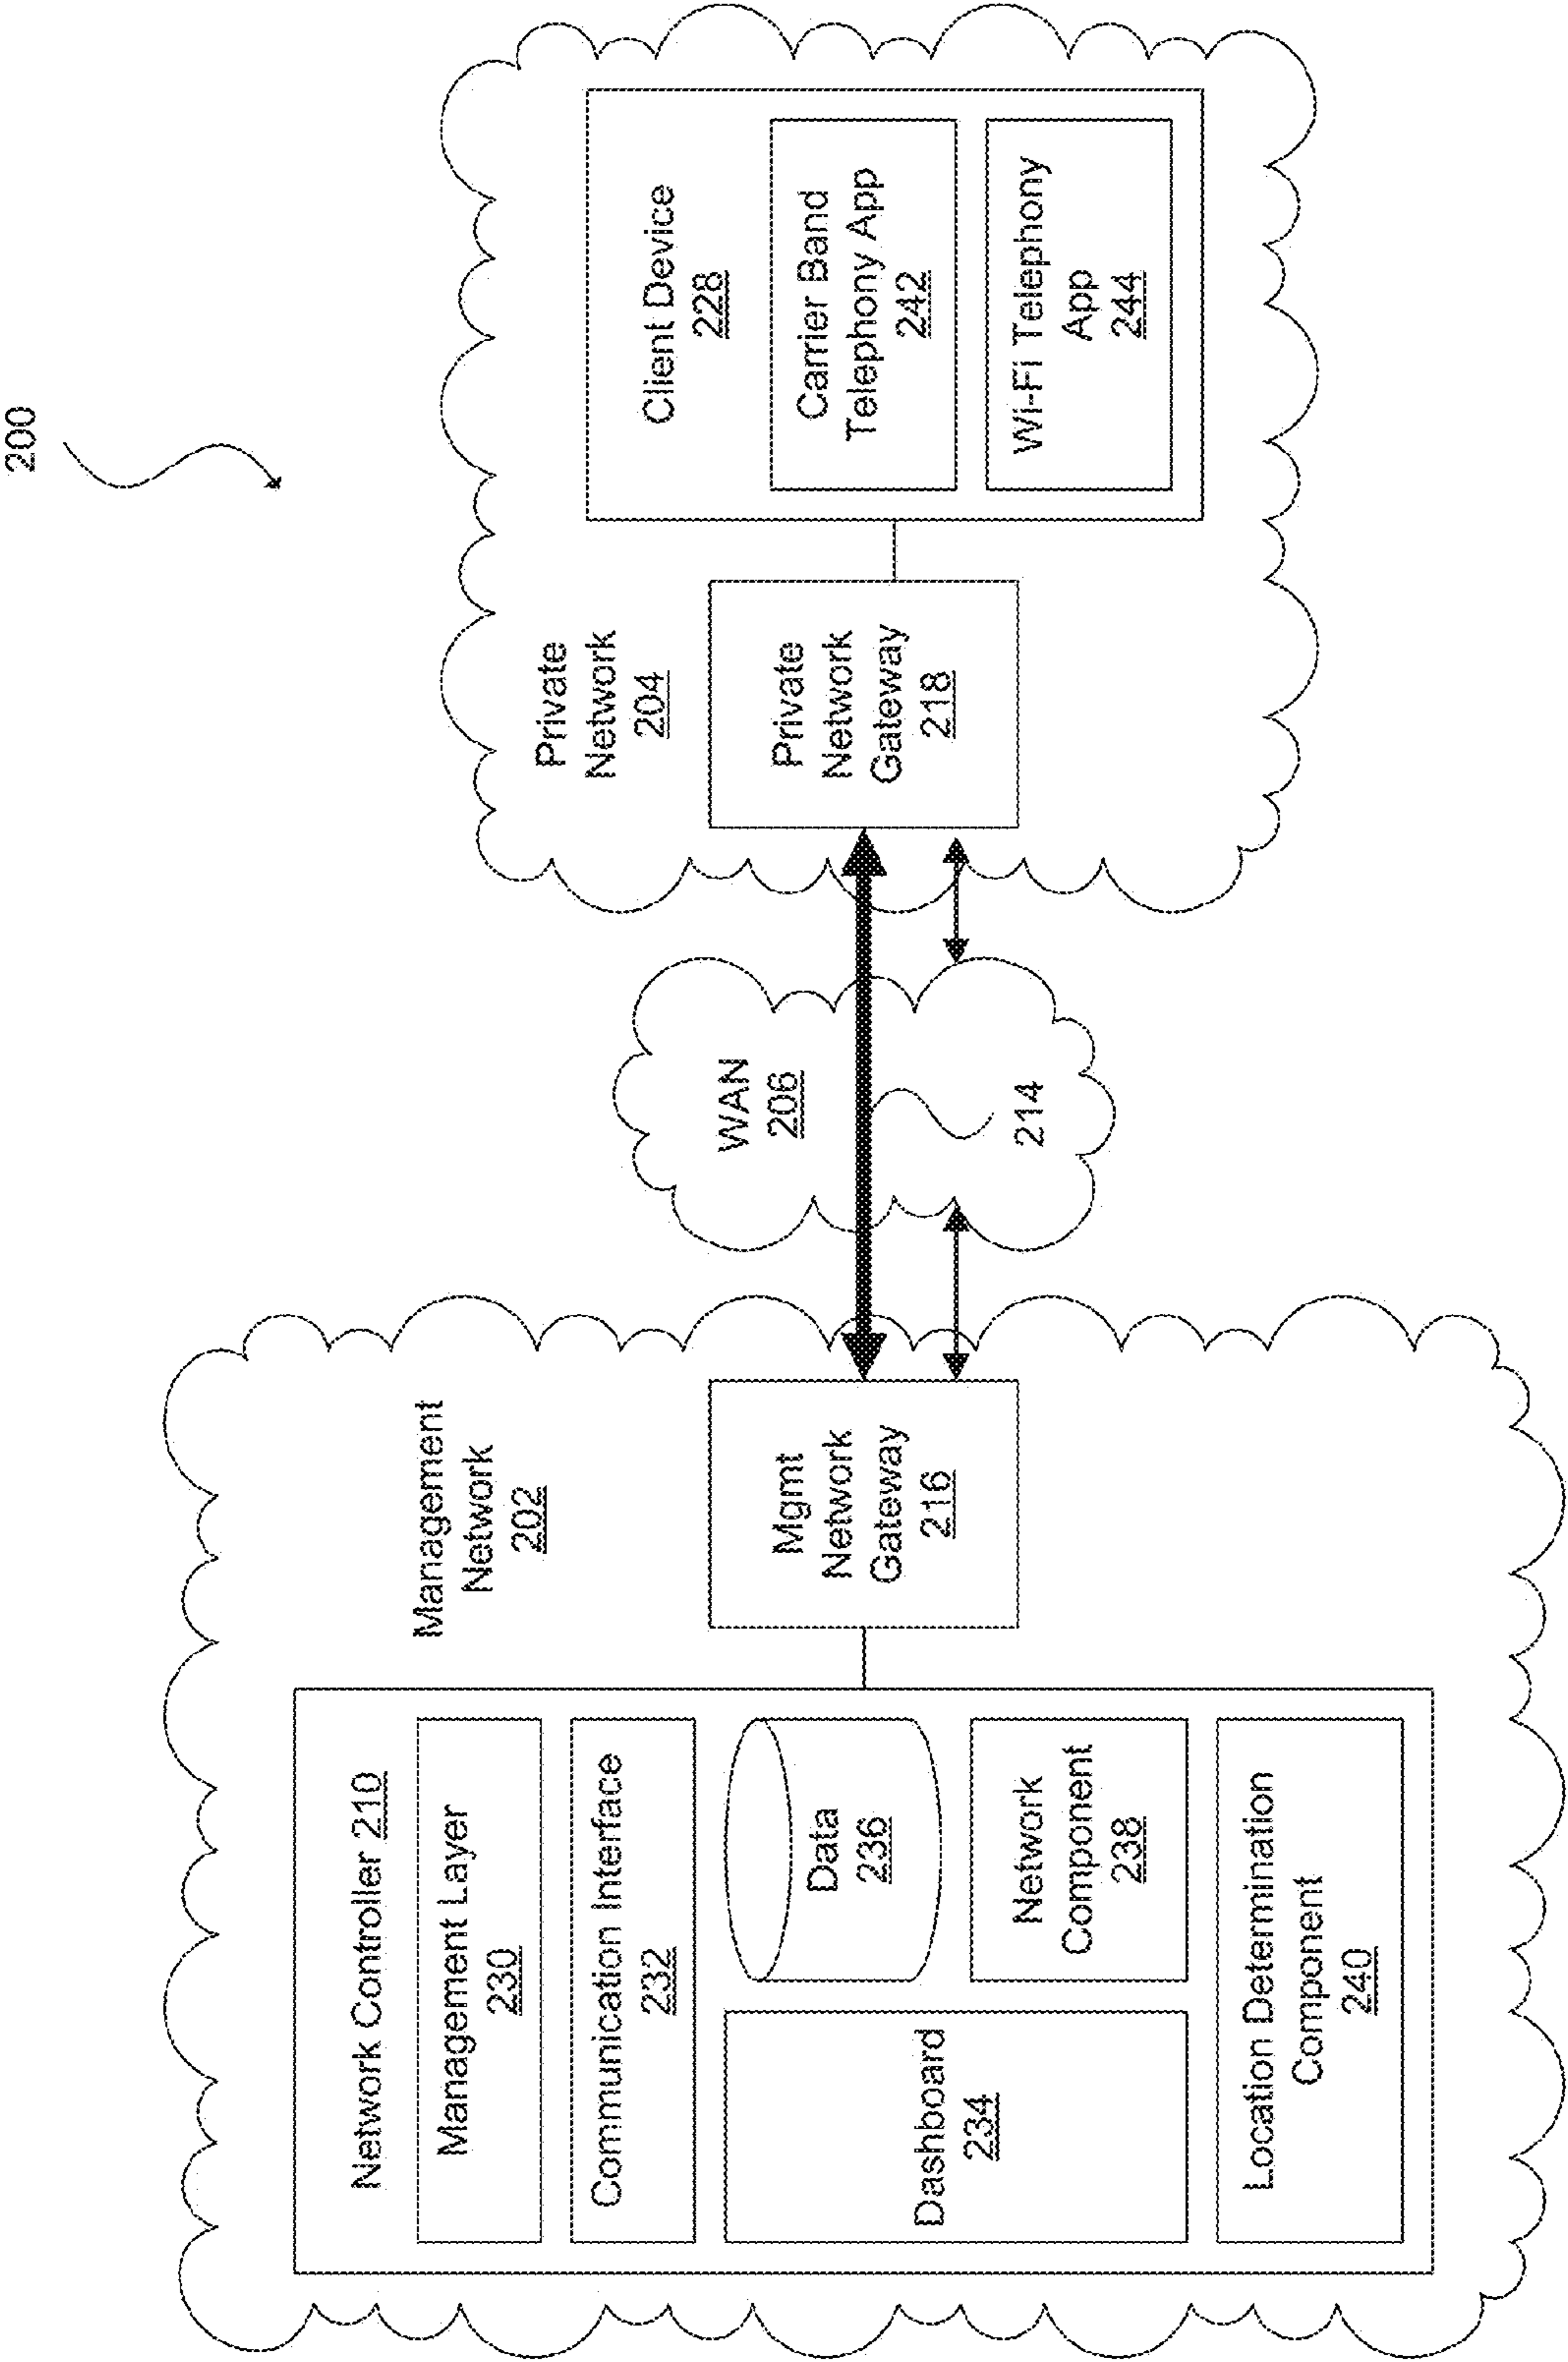 200
Management
Network
202
Network Controller 210
Management Layer
230
Communication Interface
232
Dashboard
234
Data
236
Network
Component
238
Location Determination
Component
240
Mgmt
Network
Gateway
216
WAN
206
214
Private
Network
204
Private
Network
Gateway
218
Client Device
228
Carrier Band
Telephony App
242
Wi-Fi Telephony
App
244